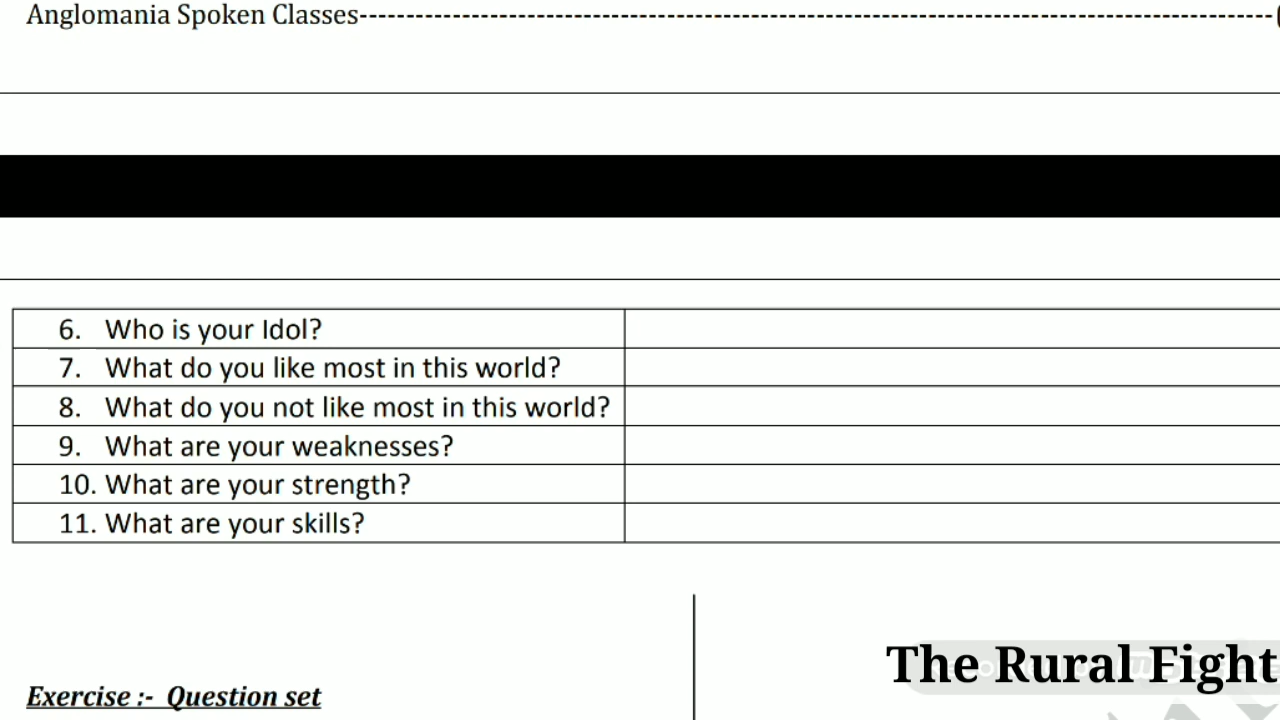 Anglomania Spoken Classes--------------------------------------------------------------------------------------------------
6. Who is your Idol?
7. What do you like most in this world?
8. What do you not like most in this world?
9. What are your weaknesses?
10. What are your strength?
11. What are your skills?
The Rural Fight
Exercise :- Question set